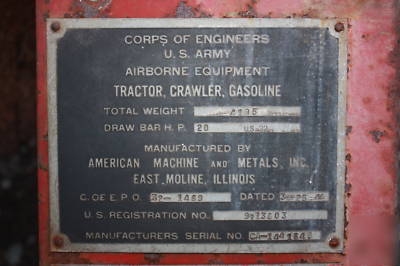 CORPS OF ENGINEERS
U.S. ARMY
AIRBORNE EQUIPMENT
TRACTOR, CRAWLER, GASOLINE
TOTAL WEIGHT
DRAW BAR H.P. 20
MANUFACTURED BY
AMERICAN MACHINE AND METALS, INC.
EAST MOLINE, ILLINOIS
C. OF E. P. O. DATED
U.S. REGISTRATION NO.
MANUFACTURERS SERIAL NO.